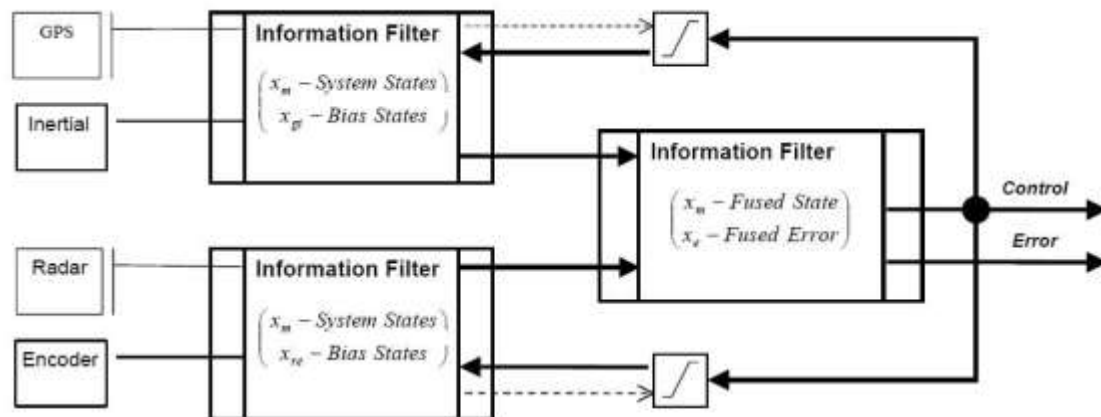 GPS
Inertial
Information Filter
x_m – System States
x_gi – Bias States
Information Filter
x_m – Fused State
x_e – Fused Error
Control
Error
Radar
Encoder
Information Filter
x_m – System States
x_re – Bias States